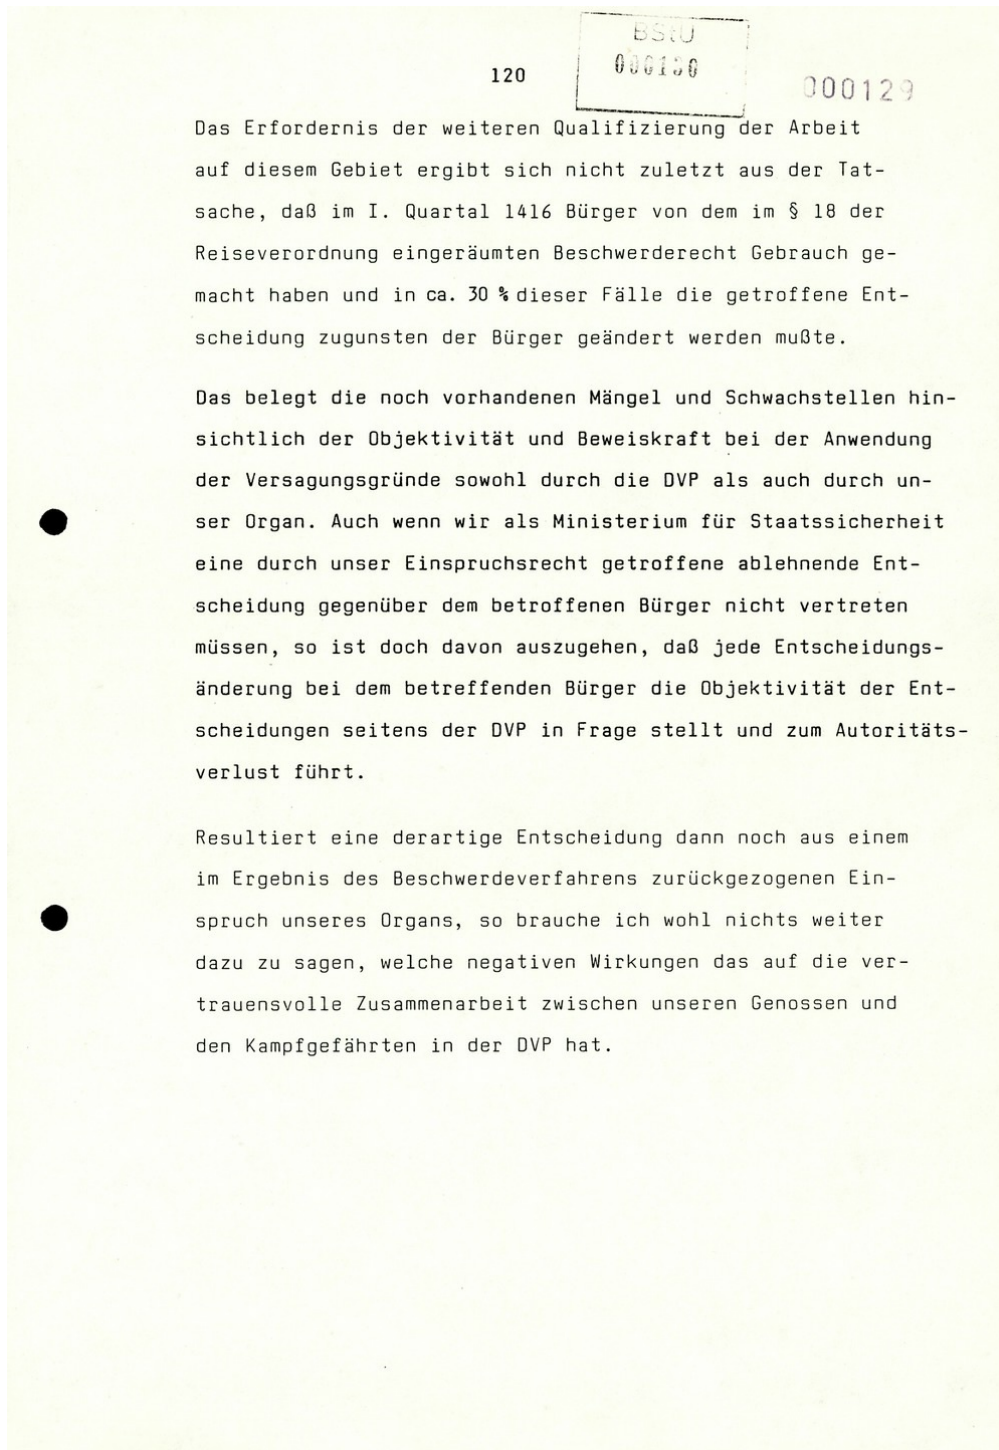 BStU
120
000129
Das Erfordernis der weiteren Qualifizierung der Arbeit
auf diesem Gebiet ergibt sich nicht zuletzt aus der Tat-
sache, daß im I. Quartal 1416 Bürger von dem im § 18 der
Reiseverordnung eingeräumten Beschwerderecht Gebrauch ge-
macht haben und in ca. 30 % dieser Fälle die getroffene Ent-
scheidung zugunsten der Bürger geändert werden mußte.
Das belegt die noch vorhandenen Mängel und Schwachstellen hin-
sichtlich der Objektivität und Beweiskraft bei der Anwendung
der Versagungsgründe sowohl durch die DVP als auch durch un-
ser Organ. Auch wenn wir als Ministerium für Staatssicherheit
eine durch unser Einspruchsrecht getroffene ablehnende Ent-
scheidung gegenüber dem betroffenen Bürger nicht vertreten
müssen, so ist doch davon auszugehen, daß jede Entscheidungs-
änderung bei dem betreffenden Bürger die Objektivität der Ent-
scheidungen seitens der DVP in Frage stellt und zum Autoritäts-
verlust führt.
Resultiert eine derartige Entscheidung dann noch aus einem
im Ergebnis des Beschwerdeverfahrens zurückgezogenen Ein-
spruch unseres Organs, so brauche ich wohl nichts weiter
dazu zu sagen, welche negativen Wirkungen das auf die ver-
trauensvolle Zusammenarbeit zwischen unseren Genossen und
den Kampfgefährten in der DVP hat.